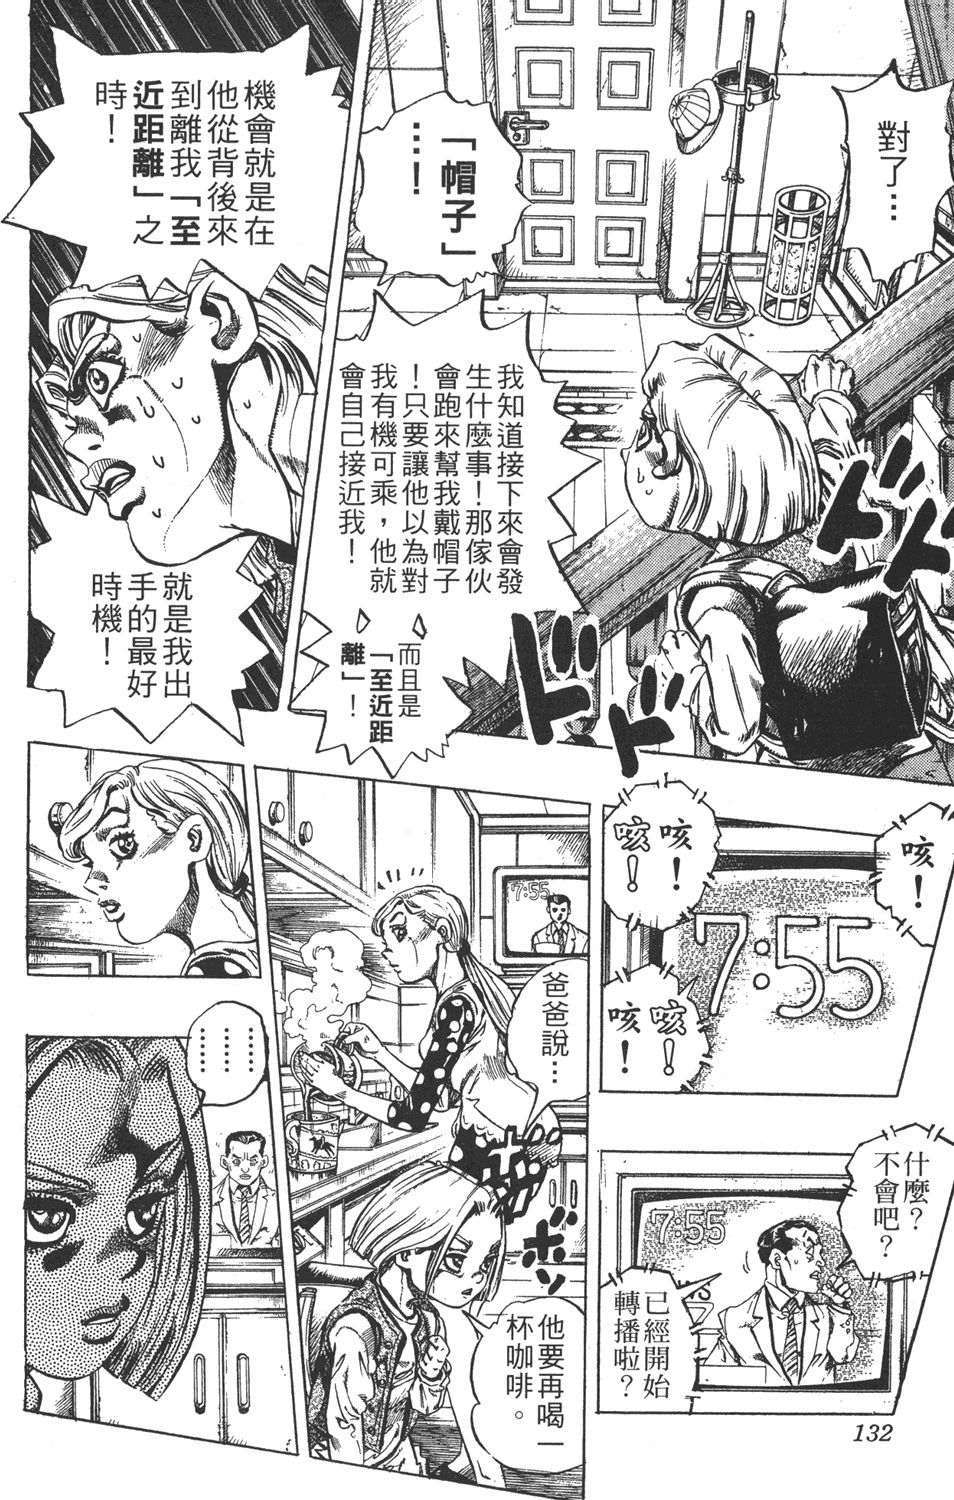 對了…
「帽子」
…！
我知道接下來會發
生什麼事！那傢伙
會跑來幫我戴帽子
！只要讓他以為對
我有機可乘，他就
會自己接近我！
而且是
「至近距
離」！
機會就是在
他從背後來
到離我「至
近距離」之
時！
就是我出
手的最好
時機！
ドドド
ドド
咳！
咳！
咳！
咳！
咳！
7:55
什麼？
不會吧？
7:55
已經開始
轉播啦？
7:55
爸爸說…
ボソッ
他要再喝一
杯咖啡。
………
………
132